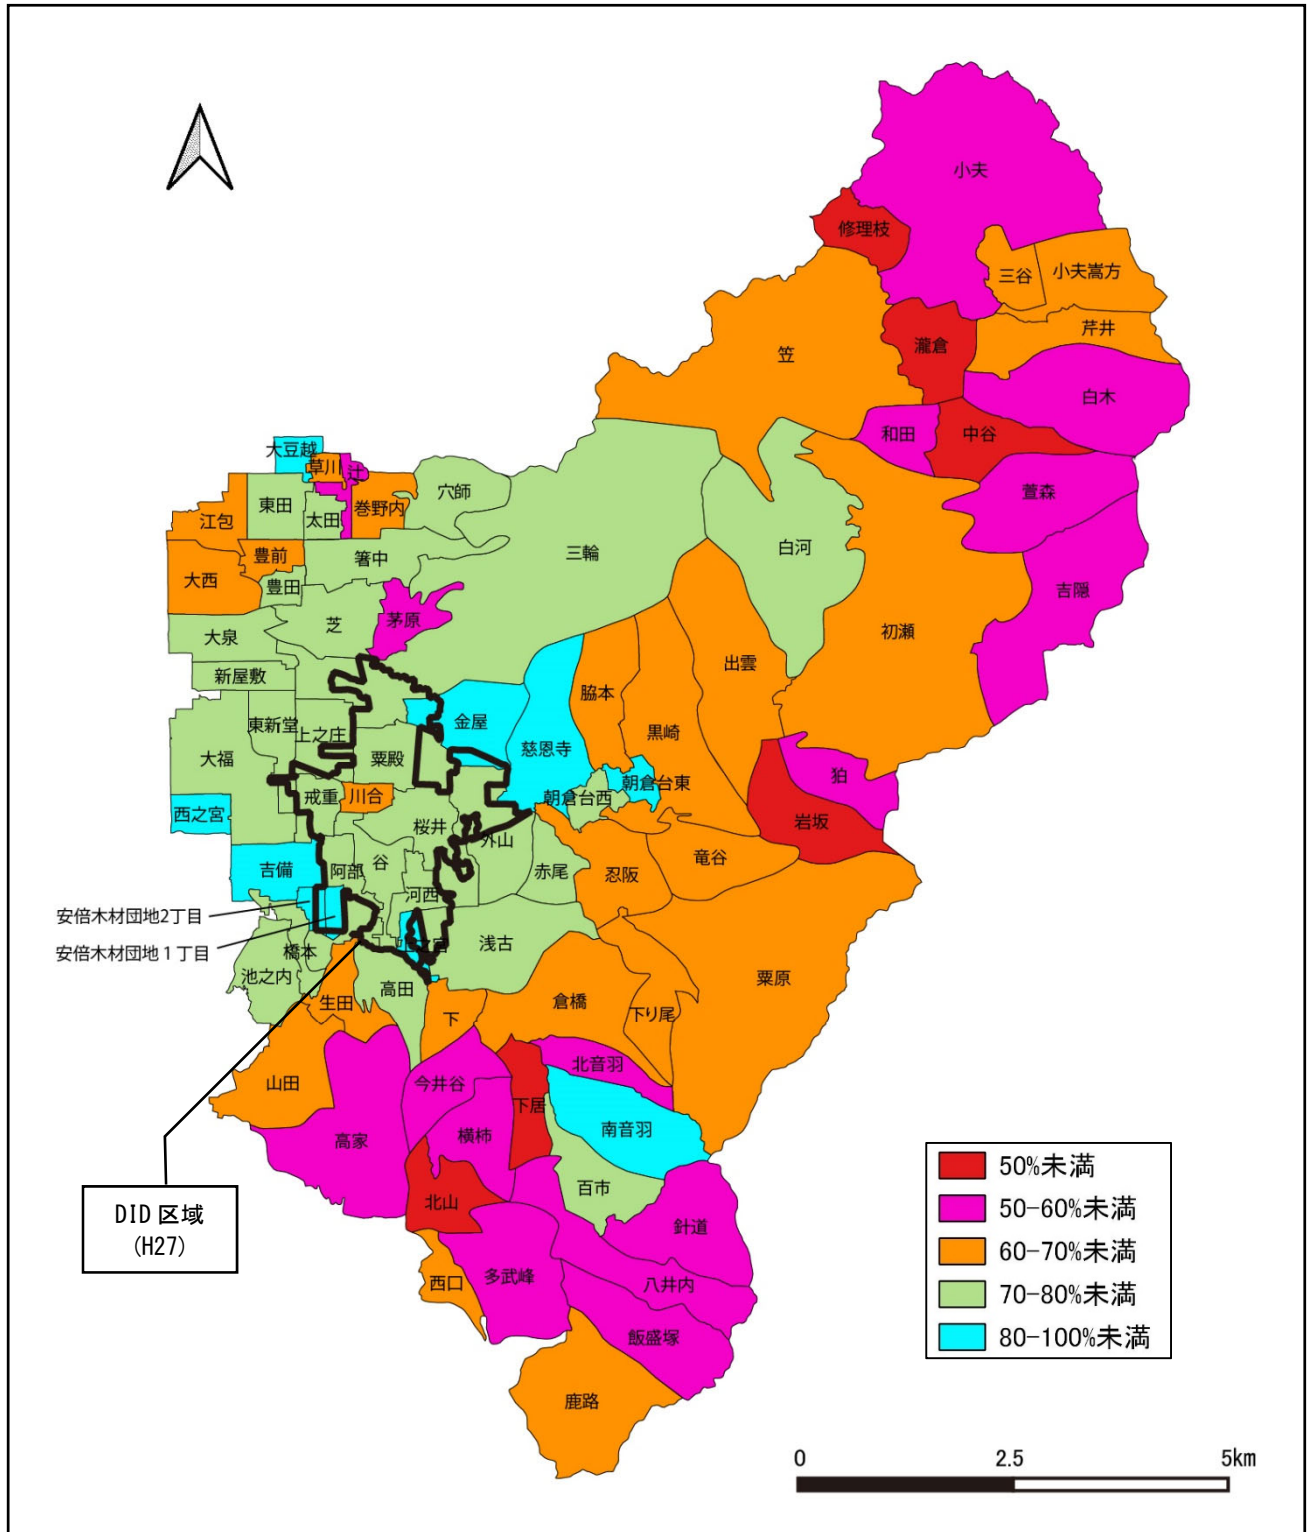 小夫
修理枝
三谷
小夫嵩方
芹井
瀧倉
笠
白木
和田
中谷
萱森
大豆越
草川
辻
巻野内
穴師
東田
太田
江包
豊前
箸中
三輪
白河
大西
豊田
吉隠
芝
茅原
初瀬
大泉
新屋敷
出雲
脇本
東新堂
上之庄
金屋
黒崎
慈恩寺
大福
粟殿
狛
朝倉台東
朝倉台西
戒重
川合
西之宮
桜井
岩坂
外山
竜谷
吉備
阿部
谷
赤尾
忍阪
河西
安倍木材団地2丁目
安倍木材団地1丁目
浅古
橋本
池之内
粟原
高田
生田
下
倉橋
下り尾
北音羽
山田
今井谷
下居
南音羽
高家
横柿
百市
北山
針道
西口
多武峰
八井内
飯盛塚
鹿路
DID区域
(H27)
50%未満
50-60%未満
60-70%未満
70-80%未満
80-100%未満
0 2.5 5km